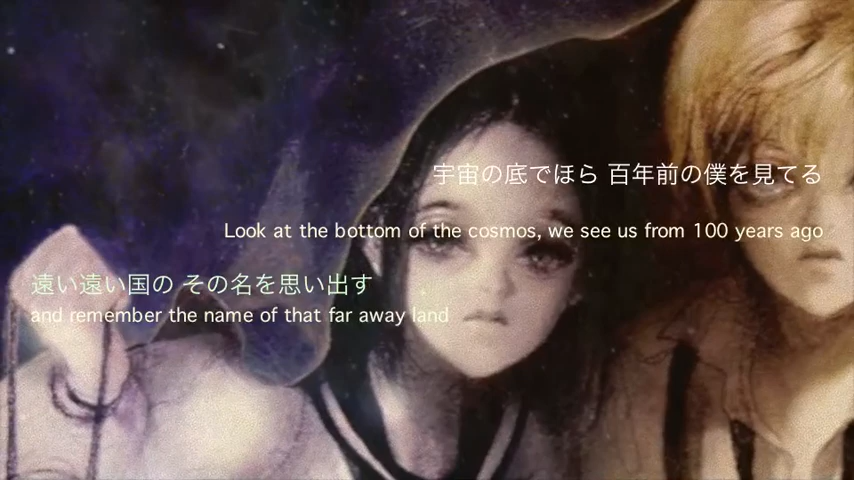 宇宙の底でほら 百年前の僕を見てる
Look at the bottom of the cosmos, we see us from 100 years ago
遠い遠い国の その名を思い出す
and remember the name of that far away land